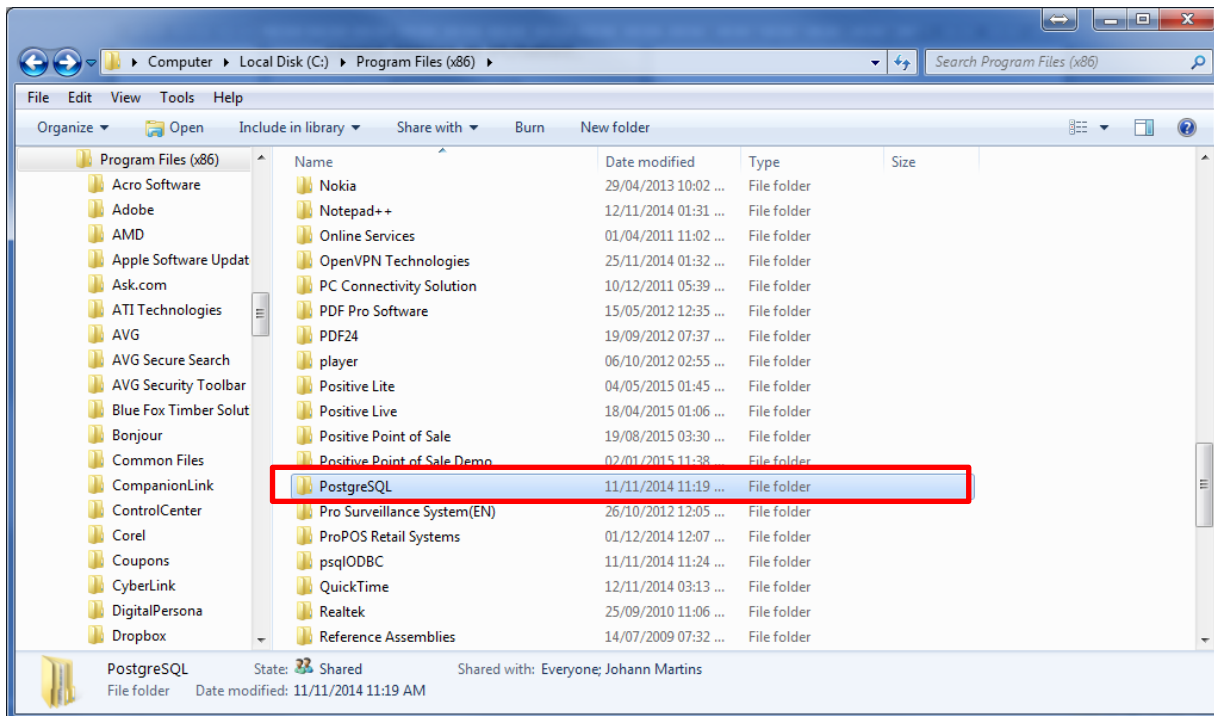 Computer Local Disk (C:) Program Files (x86) Search Program Files (x86)
File Edit View Tools Help
Organize Open Include in library Share with Burn New folder
Program Files (x86)
Acro Software
Adobe
AMD
Apple Software Updat
Ask.com
ATI Technologies
AVG
AVG Secure Search
AVG Security Toolbar
Blue Fox Timber Solut
Bonjour
Common Files
CompanionLink
ControlCenter
Corel
Coupons
CyberLink
DigitalPersona
Dropbox
Name Date modified Type Size
Nokia 29/04/2013 10:02 ... File folder
Notepad++ 12/11/2014 01:31 ... File folder
Online Services 01/04/2011 11:02 ... File folder
OpenVPN Technologies 25/11/2014 01:32 ... File folder
PC Connectivity Solution 10/12/2011 05:39 ... File folder
PDF Pro Software 15/05/2012 12:35 ... File folder
PDF24 19/09/2012 07:37 ... File folder
player 06/10/2012 02:55 ... File folder
Positive Lite 04/05/2015 01:45 ... File folder
Positive Live 18/04/2015 01:06 ... File folder
Positive Point of Sale 19/08/2015 03:30 ... File folder
Positive Point of Sale Demo 02/01/2015 11:38 ... File folder
PostgreSQL 11/11/2014 11:19 ... File folder
Pro Surveillance System(EN) 26/10/2012 12:05 ... File folder
ProPOS Retail Systems 01/12/2014 12:07 ... File folder
psqlODBC 11/11/2014 11:24 ... File folder
QuickTime 12/11/2014 03:13 ... File folder
Realtek 25/09/2010 11:06 ... File folder
Reference Assemblies 14/07/2009 07:32 ... File folder
PostgreSQL State: Shared Shared with: Everyone; Johann Martins
File folder Date modified: 11/11/2014 11:19 AM